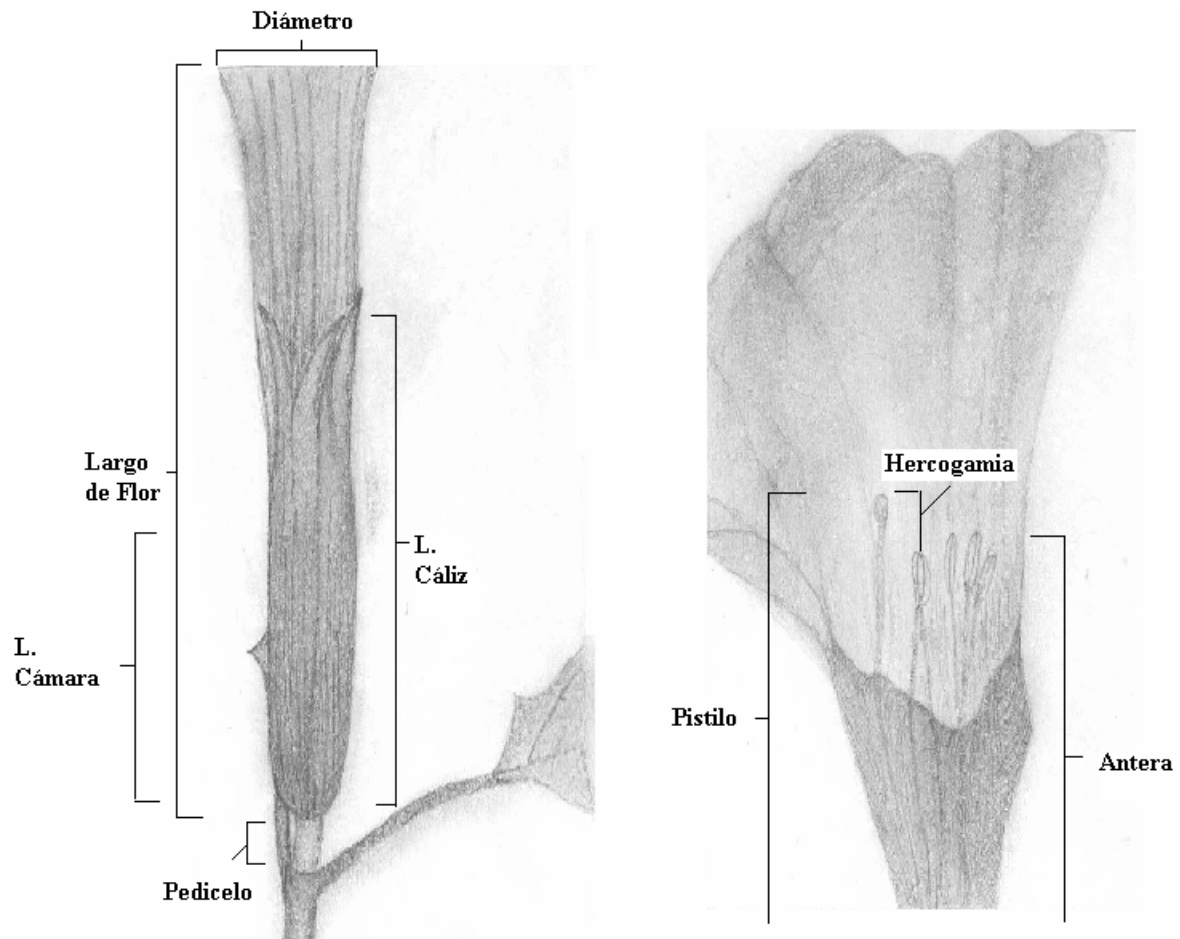 Diámetro
Largo
de Flor
L.
Cáliz
L.
Cámara
Pedicelo
Hercogamia
Pistilo
Antera